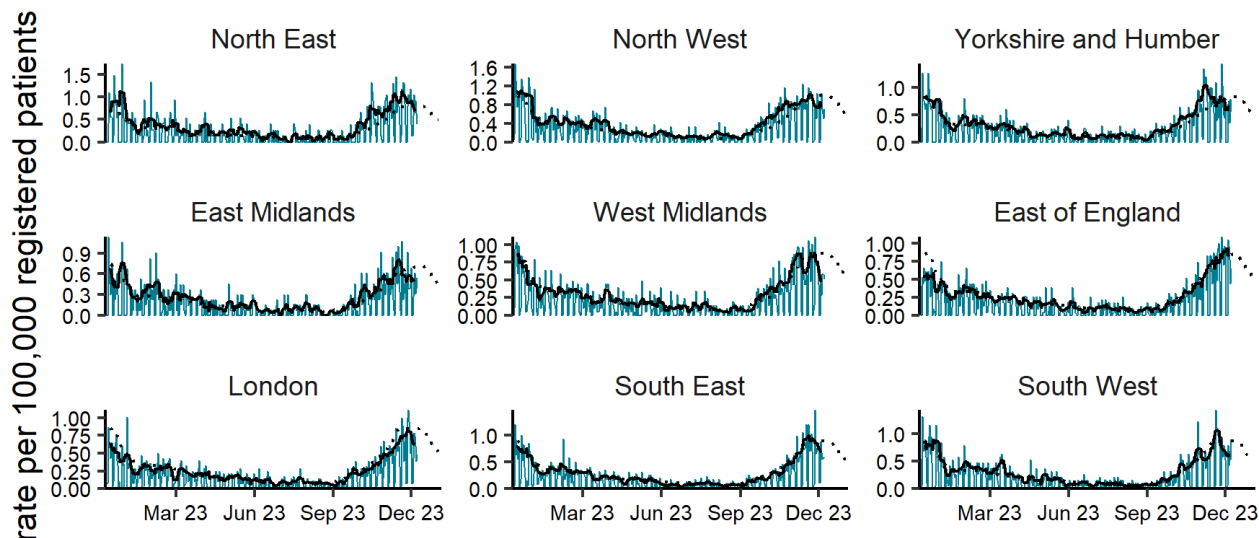 rate per 100,000 registered patients
North East
North West
Yorkshire and Humber
1.5
1.0
0.5
0.0
1.6
1.2
0.8
0.4
0.0
1.0
0.5
0.0
East Midlands
West Midlands
East of England
0.9
0.6
0.3
0.0
1.00
0.75
0.50
0.25
0.00
1.00
0.75
0.50
0.25
0.00
London
South East
South West
1.00
0.75
0.50
0.25
0.00
1.0
0.5
0.0
1.0
0.5
0.0
Mar 23 Jun 23 Sep 23 Dec 23
Mar 23 Jun 23 Sep 23 Dec 23
Mar 23 Jun 23 Sep 23 Dec 23